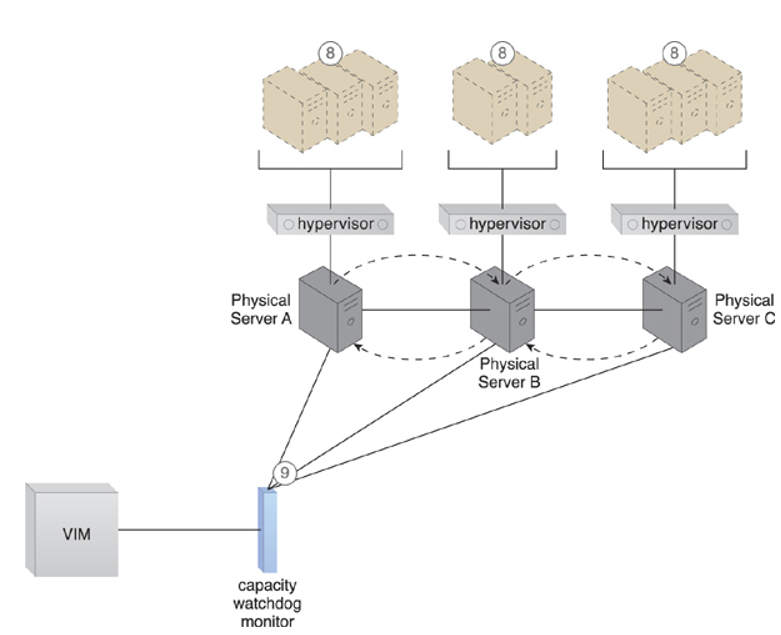 8
8
8
hypervisor
hypervisor
hypervisor
Physical
Server A
Physical
Server B
Physical
Server C
9
VIM
capacity
watchdog
monitor